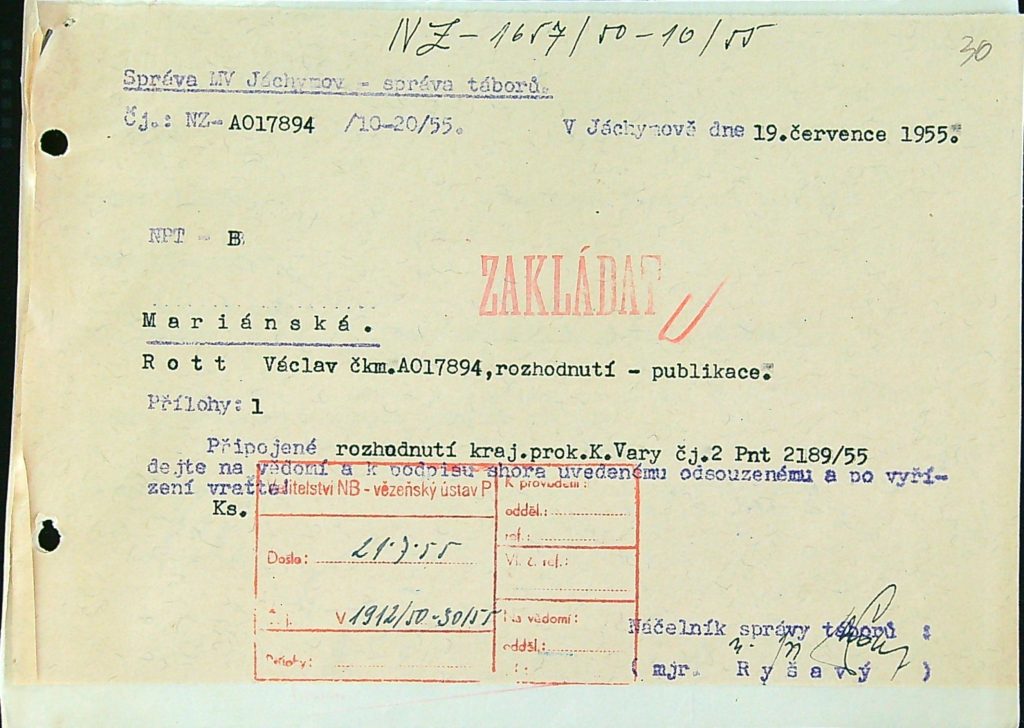 NZ-1657/50-10/55
30
Správa MV Jáchymov - správa táborů.
Čj.: NZ- A017894 /10-20/55.
V Jáchymově dne 19.července 1955.
NPT - B
ZAKLÁDAT
Mariánská.
Rott Václav čkm.A017894,rozhodnutí - publikace.
Přílohy: 1
Připojené rozhodnutí kraj.prok.K.Vary čj.2 Pnt 2189/55
dejte na vědomí a k podpisu shora uvedenému odsouzenému a po vyří-
zení vraťte!
Ks.
Velitelství NB - vězeňský ústav P
K provedení:
odděl.:
ref.:
Došlo: 21.7.55
Vl. č. ref.:
Č. j. V 1912/50-30/55
Na vědomí:
odděl.:
Přílohy:
Náčelník správy táborů :
( mjr. Ryšavý )